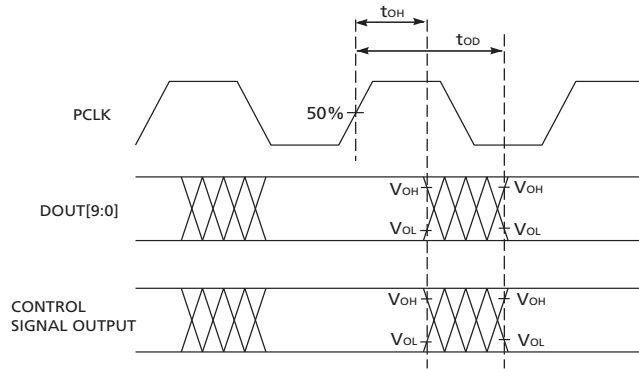 tOH
tOD
PCLK
50%
DOUT[9:0]
VOH
VOH
VOL
VOL
CONTROL
SIGNAL OUTPUT
VOH
VOH
VOL
VOL